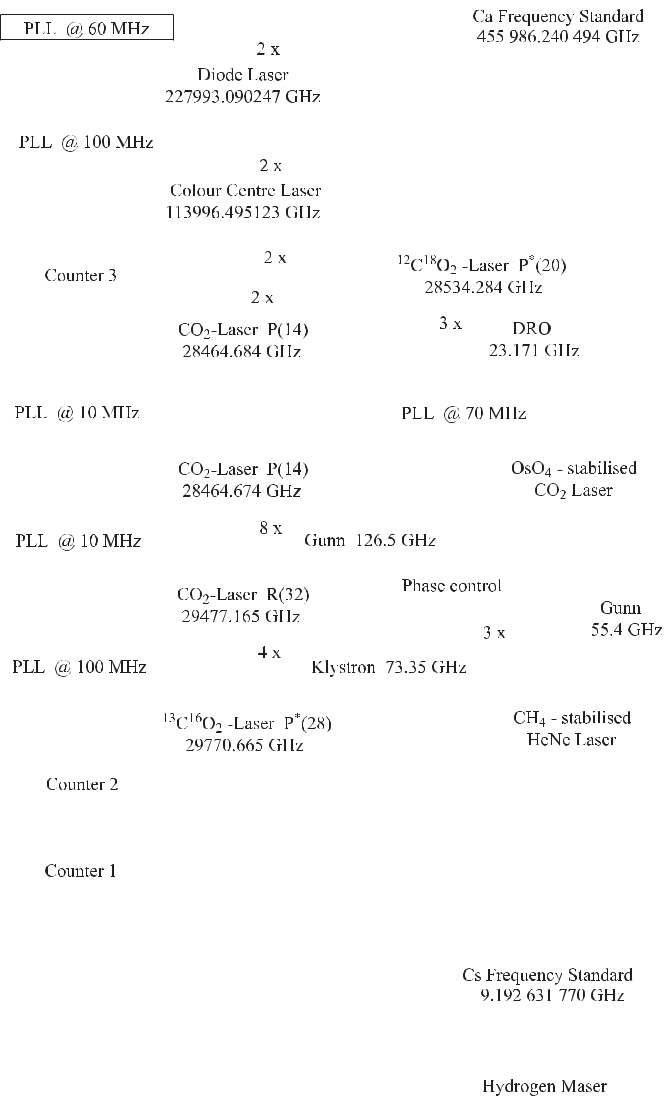 PLL @ 60 MHz
Ca Frequency Standard
455 986.240 494 GHz
2 x
Diode Laser
227993.090247 GHz
PLL @ 100 MHz
2 x
Colour Centre Laser
113996.495123 GHz
2 x
Counter 3
¹²C¹⁸O₂ -Laser P*(20)
28534.284 GHz
2 x
CO₂-Laser P(14)
28464.684 GHz
3 x
DRO
23.171 GHz
PLL @ 10 MHz
PLL @ 70 MHz
CO₂-Laser P(14)
28464.674 GHz
OsO₄ - stabilised
CO₂ Laser
8 x
PLL @ 10 MHz
Gunn 126.5 GHz
CO₂-Laser R(32)
29477.165 GHz
Phase control
Gunn
55.4 GHz
3 x
4 x
PLL @ 100 MHz
Klystron 73.35 GHz
¹³C¹⁶O₂ -Laser P*(28)
29770.665 GHz
CH₄ - stabilised
HeNe Laser
Counter 2
Counter 1
Cs Frequency Standard
9.192 631 770 GHz
Hydrogen Maser